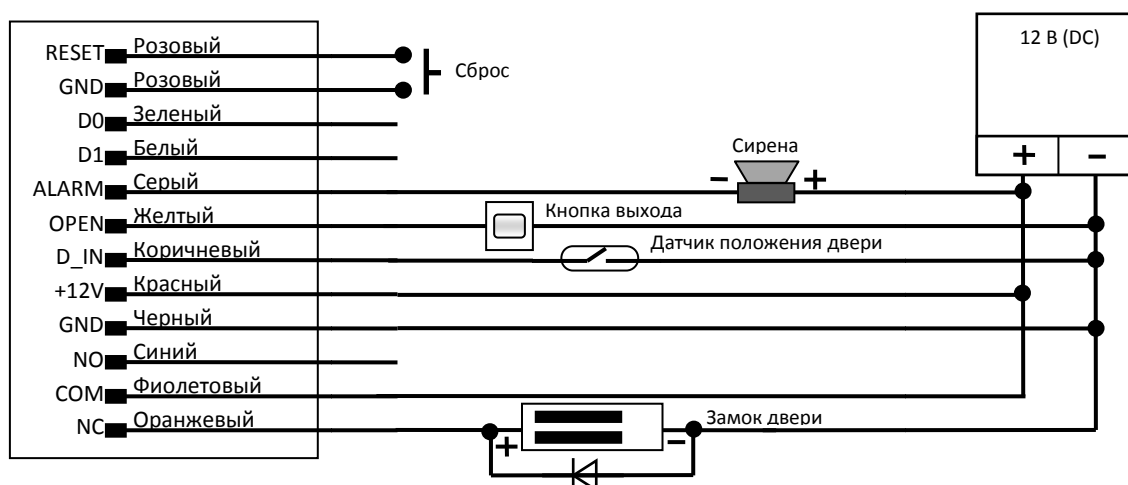 12 В (DC)
+ –
RESET Розовый
Сброс
GND Розовый
D0 Зеленый
D1 Белый
Сирена
ALARM Серый
– +
OPEN Желтый
Кнопка выхода
D_IN Коричневый
Датчик положения двери
+12V Красный
GND Черный
NO Синий
COM Фиолетовый
NC Оранжевый
Замок двери
+ –